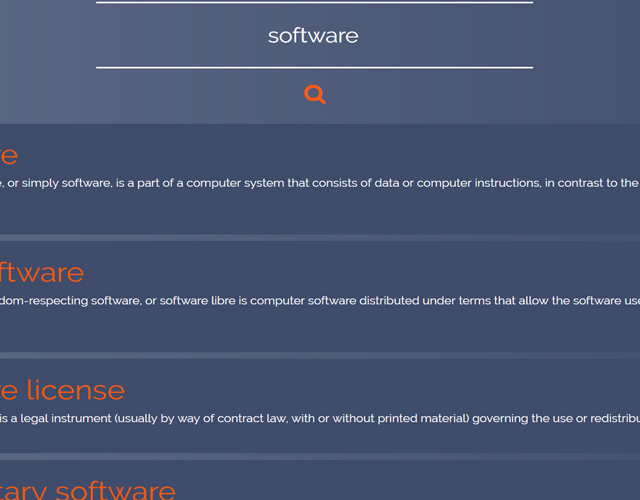 software
re
e, or simply software, is a part of a computer system that consists of data or computer instructions, in contrast to the
ftware
dom-respecting software, or software libre is computer software distributed under terms that allow the software use
re license
is a legal instrument (usually by way of contract law, with or without printed material) governing the use or redistribu
tary software